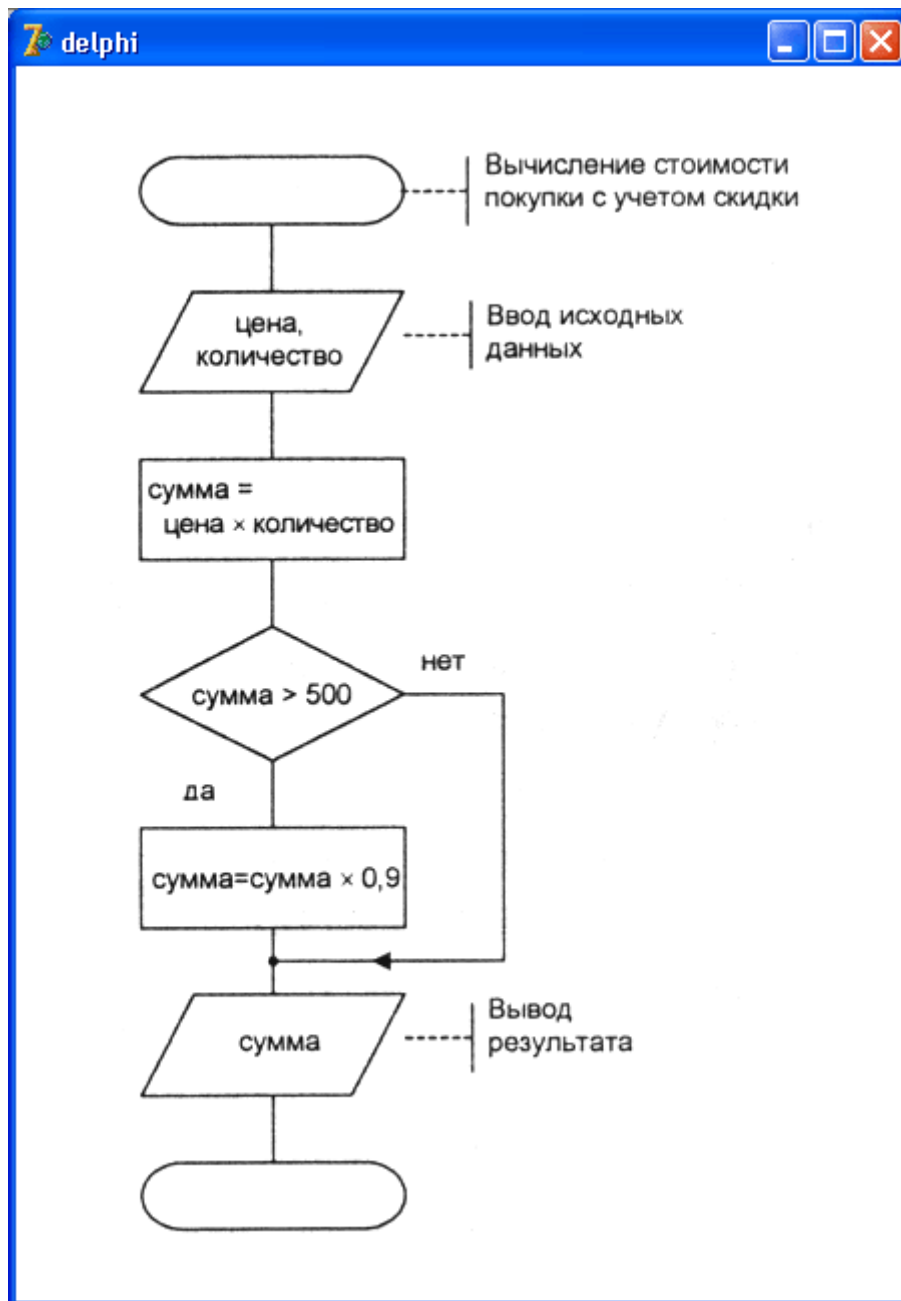 delphi
Вычисление стоимости
покупки с учетом скидки
цена,
количество
Ввод исходных
данных
сумма =
цена × количество
нет
сумма > 500
да
сумма=сумма × 0,9
сумма
Вывод
результата